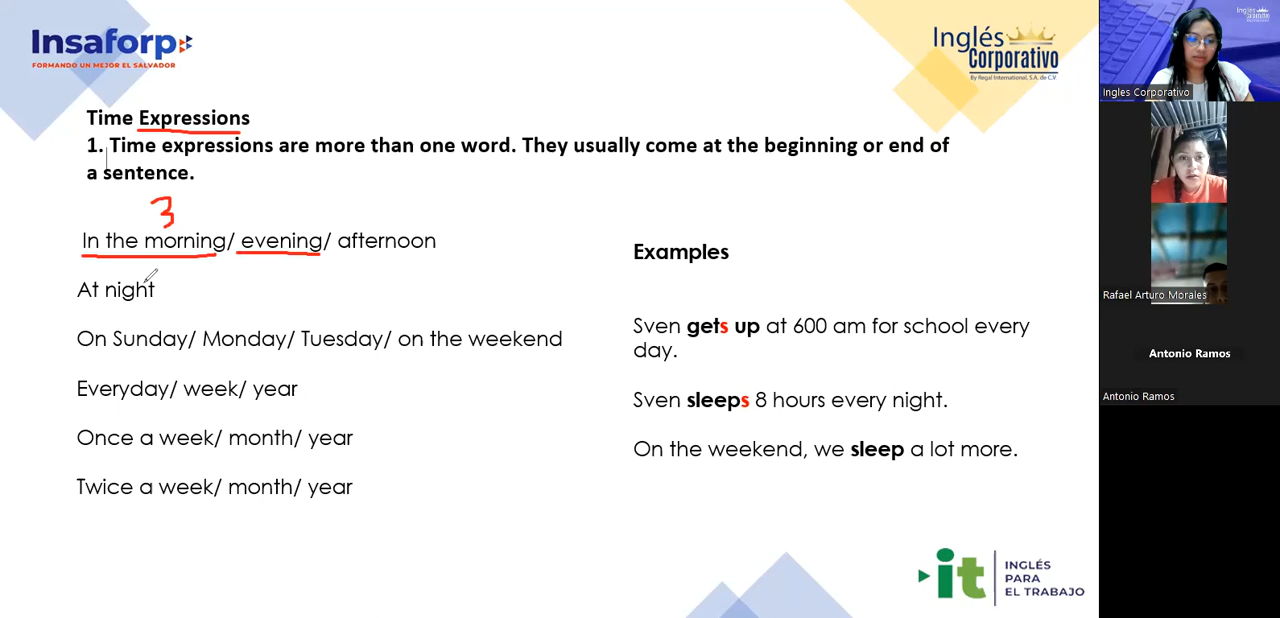 Insaforp
FORMANDO UN MEJOR EL SALVADOR
Inglés
Corporativo
By Regal International, S.A. de C.V.
Time Expressions
1. Time expressions are more than one word. They usually come at the beginning or end of
a sentence.
3
In the morning/ evening/ afternoon
At night
On Sunday/ Monday/ Tuesday/ on the weekend
Everyday/ week/ year
Once a week/ month/ year
Twice a week/ month/ year
Examples
Sven gets up at 600 am for school every
day.
Sven sleeps 8 hours every night.
On the weekend, we sleep a lot more.
it
INGLÉS
PARA
EL TRABAJO
Inglés
Ingles Corporativo
Rafael Arturo Morales
Antonio Ramos
Antonio Ramos